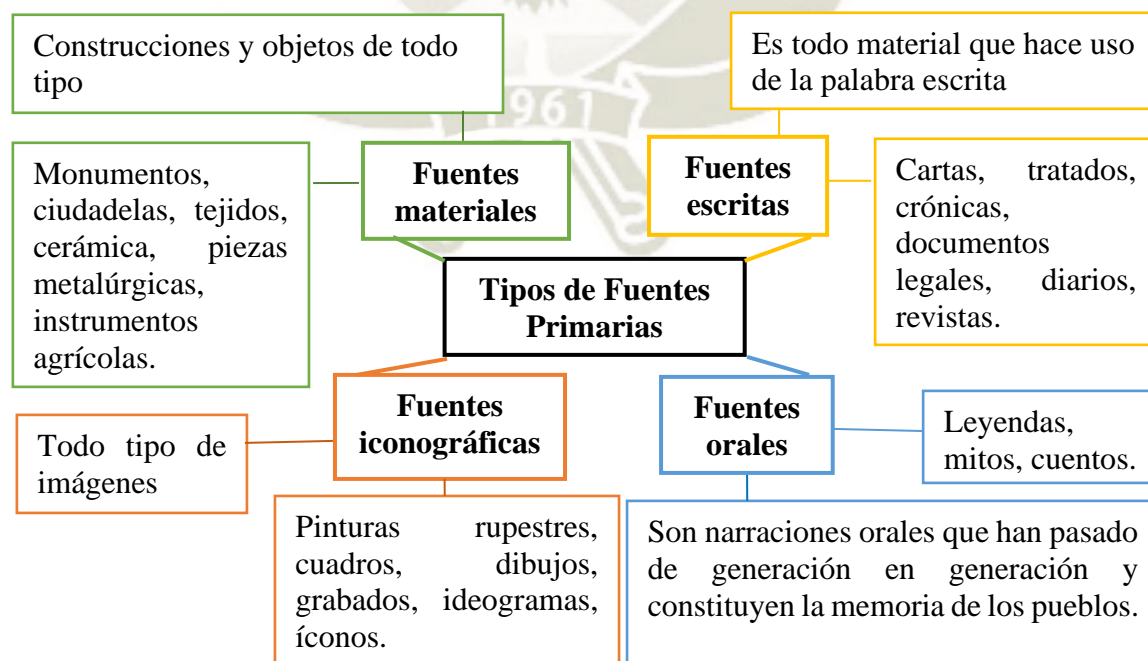 Construcciones y objetos de todo
tipo
Es todo material que hace uso
de la palabra escrita
1961
Fuentes
materiales
Fuentes
escritas
Monumentos,
ciudadelas, tejidos,
cerámica, piezas
metalúrgicas,
instrumentos
agrícolas.
Cartas, tratados,
crónicas,
documentos
legales, diarios,
revistas.
Tipos de Fuentes
Primarias
Fuentes
iconográficas
Fuentes
orales
Todo tipo de
imágenes
Leyendas,
mitos, cuentos.
Pinturas rupestres,
cuadros, dibujos,
grabados, ideogramas,
íconos.
Son narraciones orales que han pasado
de generación en generación y
constituyen la memoria de los pueblos.